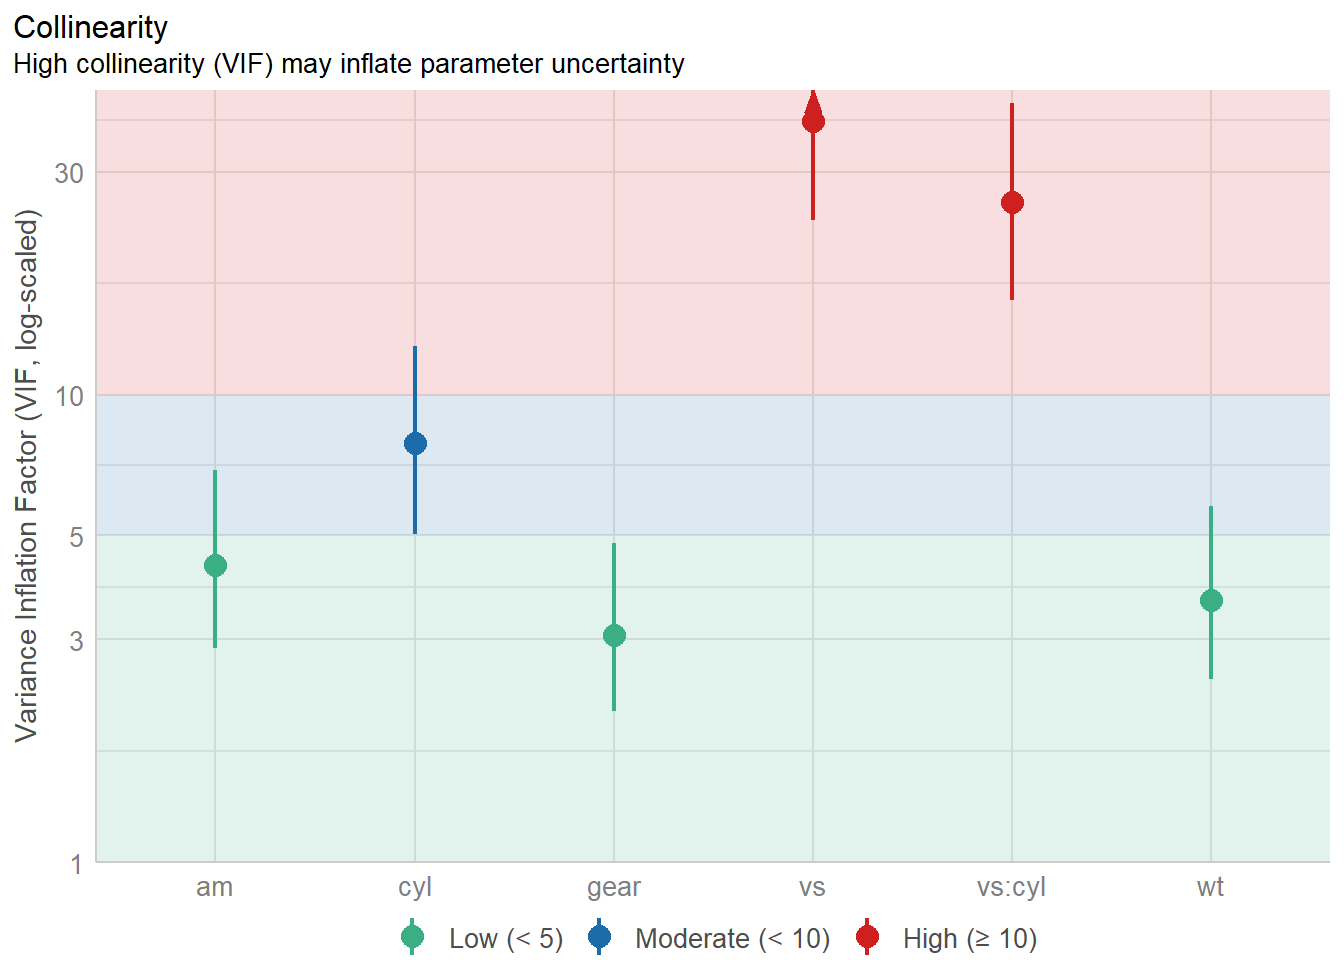 Collinearity
High collinearity (VIF) may inflate parameter uncertainty
Variance Inflation Factor (VIF, log-scaled)
30
10
5
3
1
am cyl gear vs vs:cyl wt
Low (< 5) Moderate (< 10) High (≥ 10)